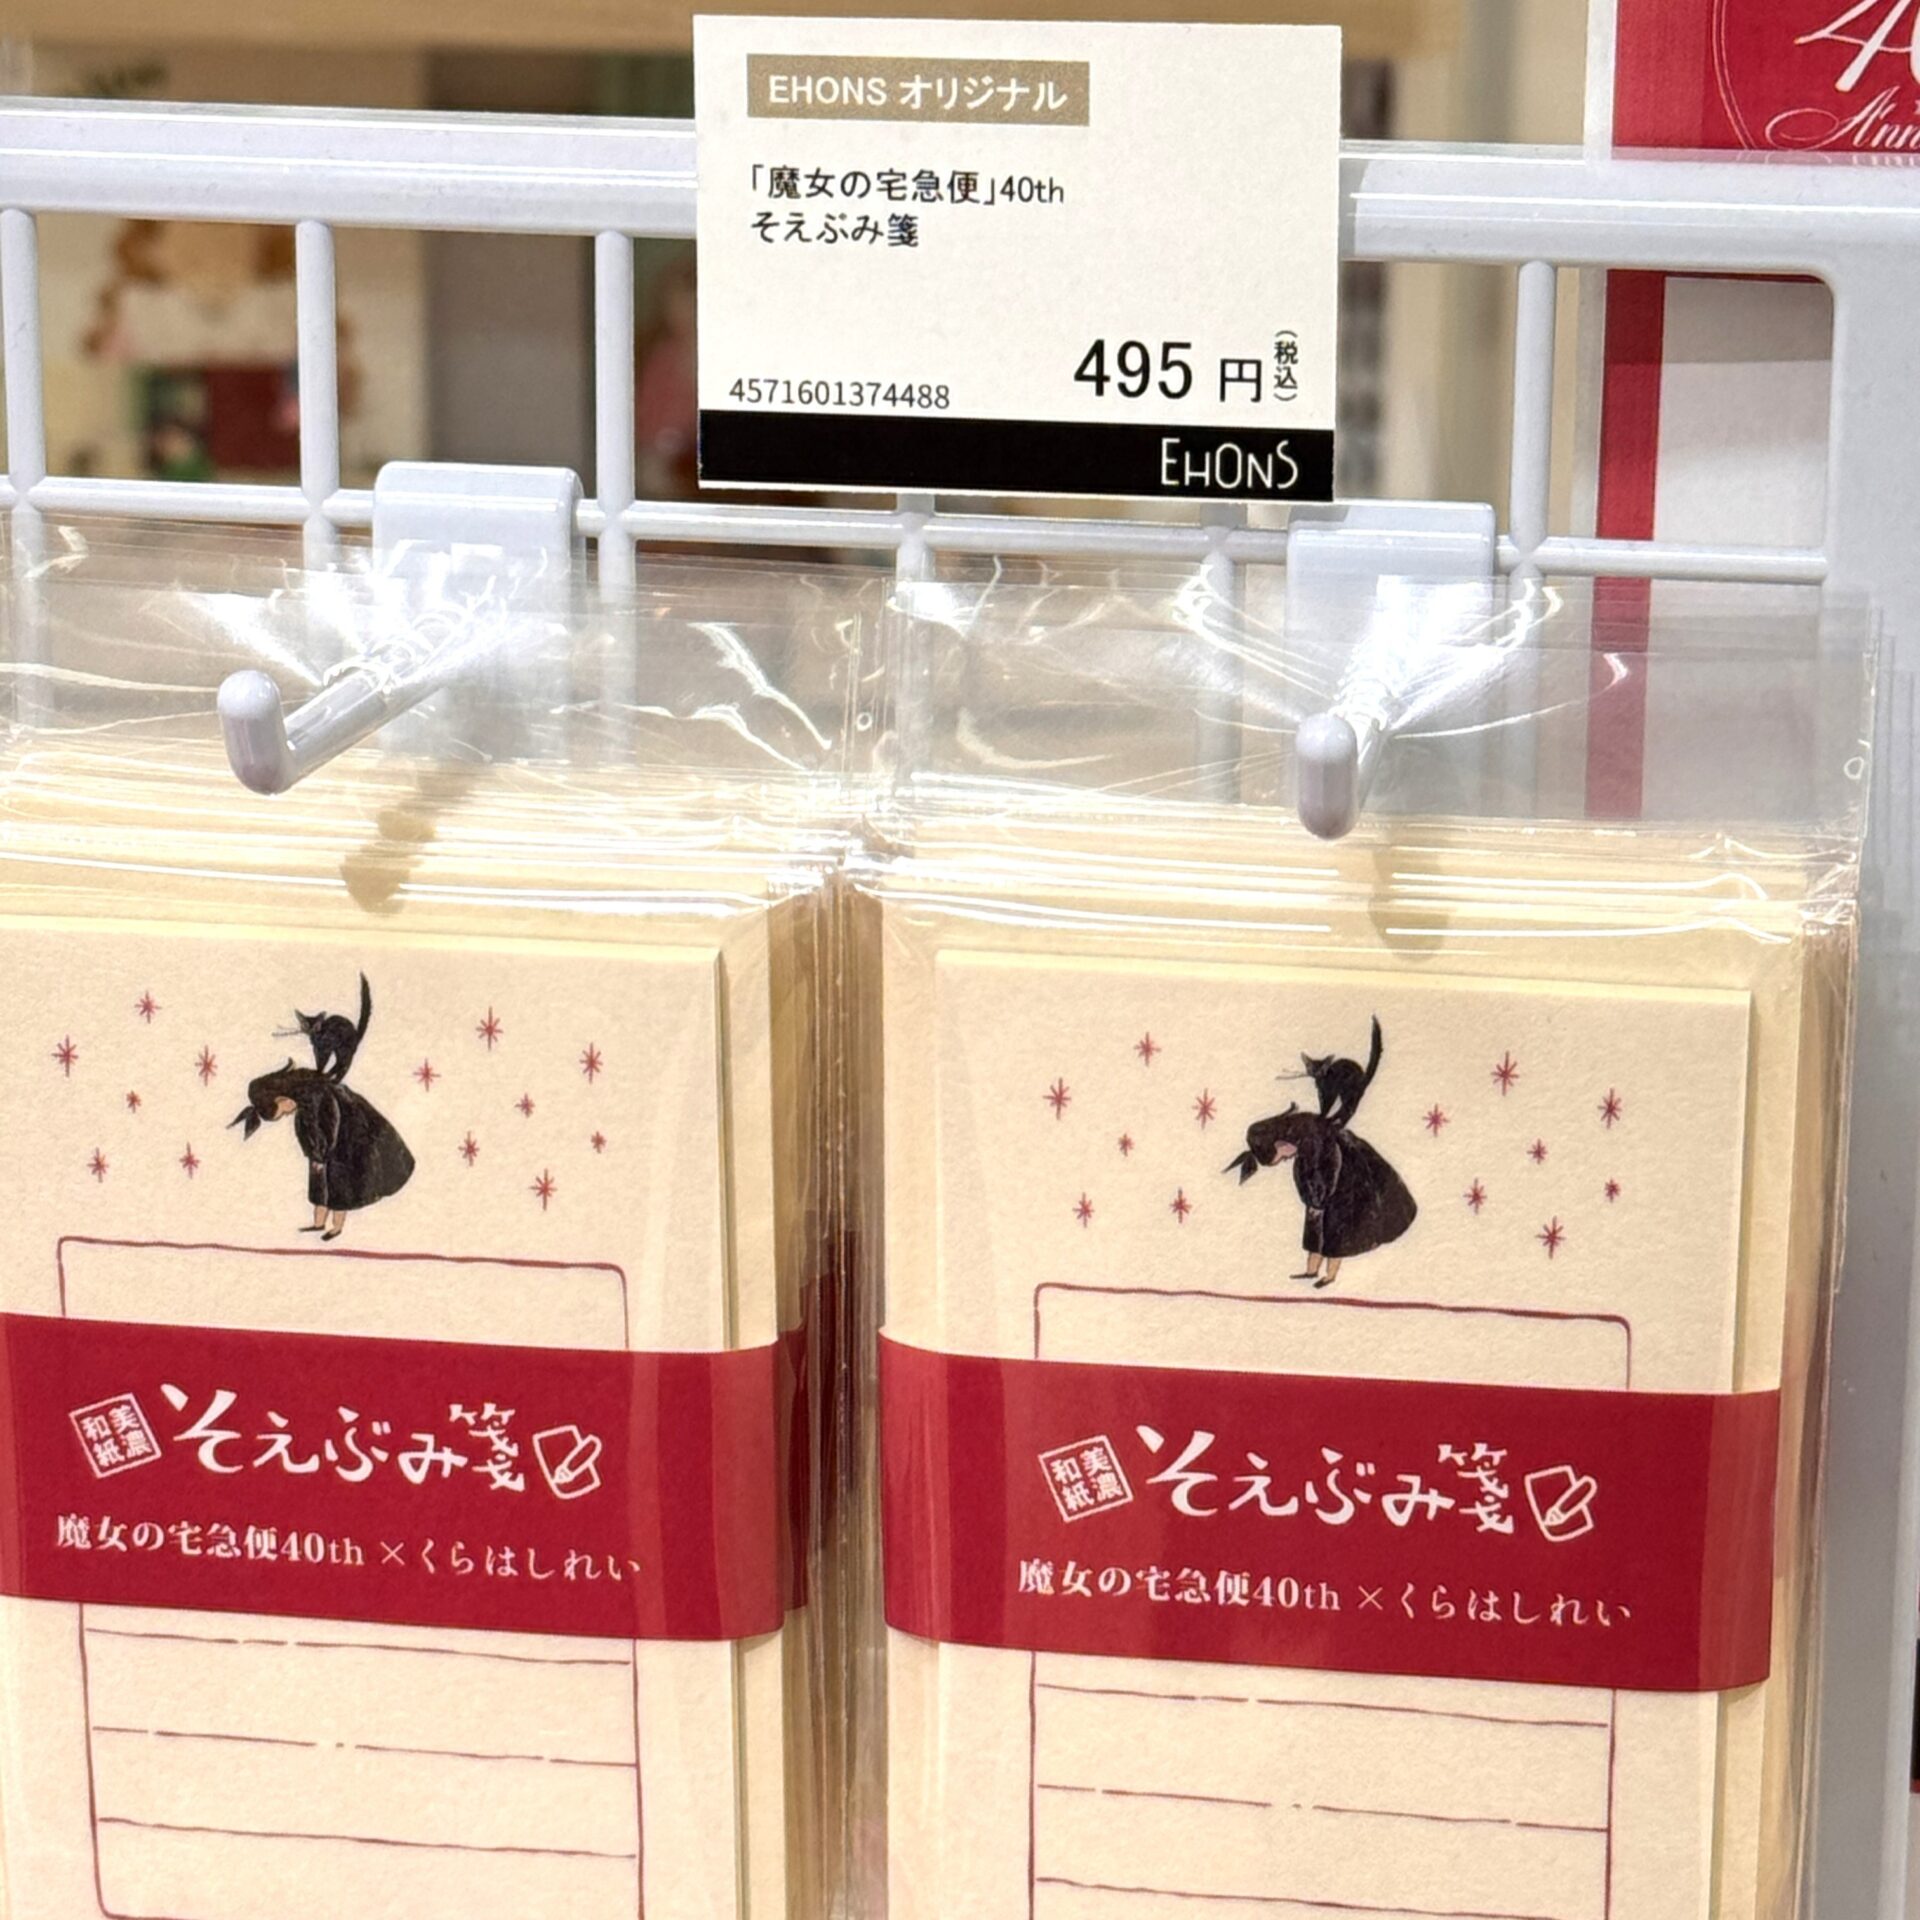 EHONS オリジナル
「魔女の宅急便」40th
そえぶみ箋
495 円(税込)
4571601374488
EHONS
美濃和紙
そえぶみ箋
魔女の宅急便40th×くらはしれい
美濃和紙
そえぶみ箋
魔女の宅急便40th×くらはしれい